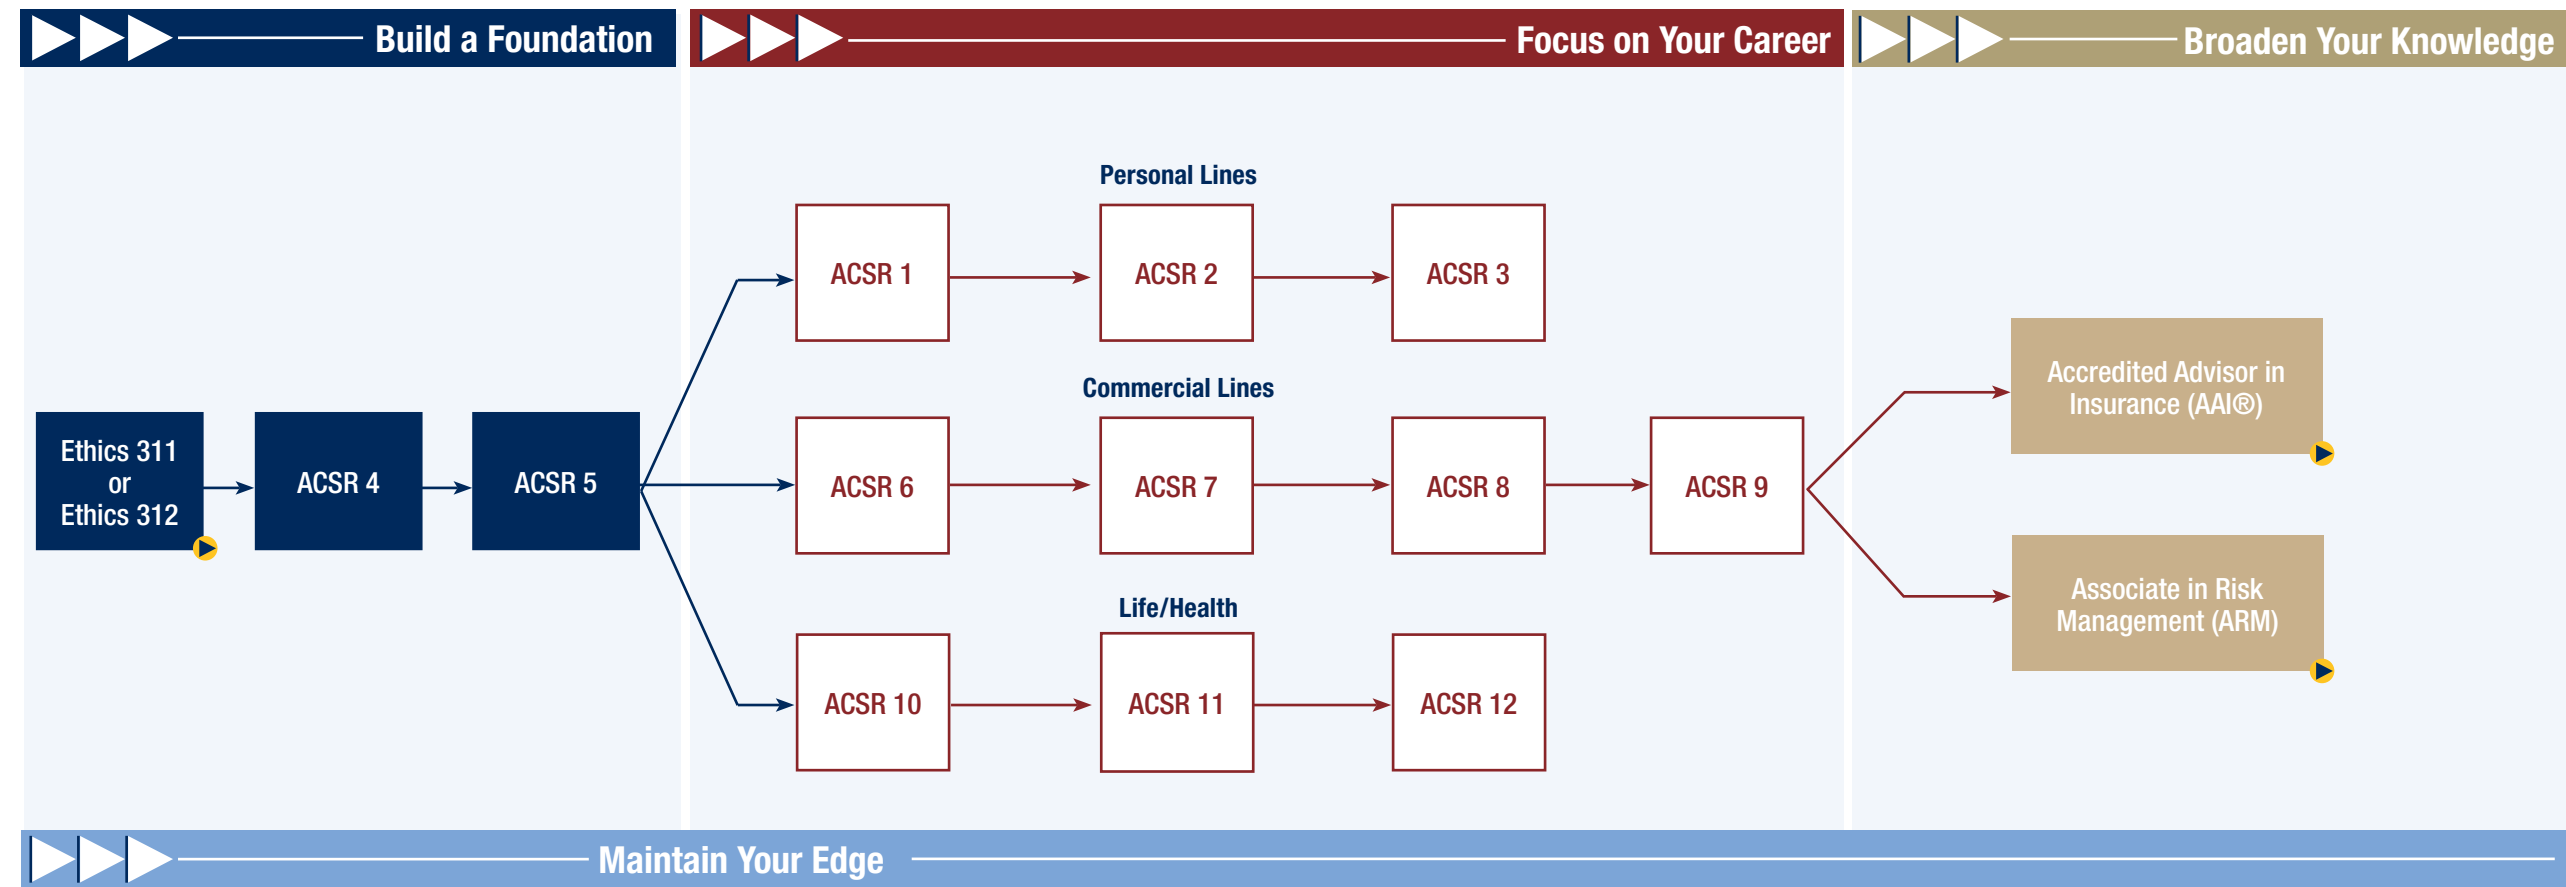 Build a Foundation
Focus on Your Career
Broaden Your Knowledge
Personal Lines
ACSR 1
ACSR 2
ACSR 3
Commercial Lines
Ethics 311
or
Ethics 312
ACSR 4
ACSR 5
ACSR 6
ACSR 7
ACSR 8
ACSR 9
Life/Health
ACSR 10
ACSR 11
ACSR 12
Accredited Advisor in
Insurance (AAI®)
Associate in Risk
Management (ARM)
Maintain Your Edge